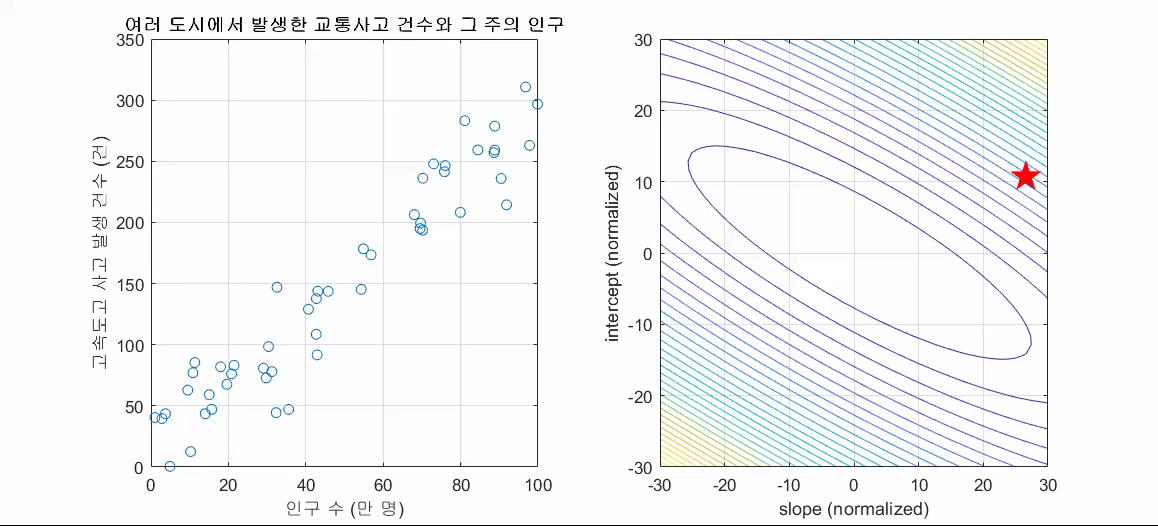 여러 도시에서 발생한 교통사고 건수와 그 주의 인구
350
300
250
200
150
100
50
0
고속도고 사고 발생 건수 (건)
0 20 40 60 80 100
인구 수 (만 명)
30
20
10
0
-10
-20
-30
intercept (normalized)
-30 -20 -10 0 10 20 30
slope (normalized)